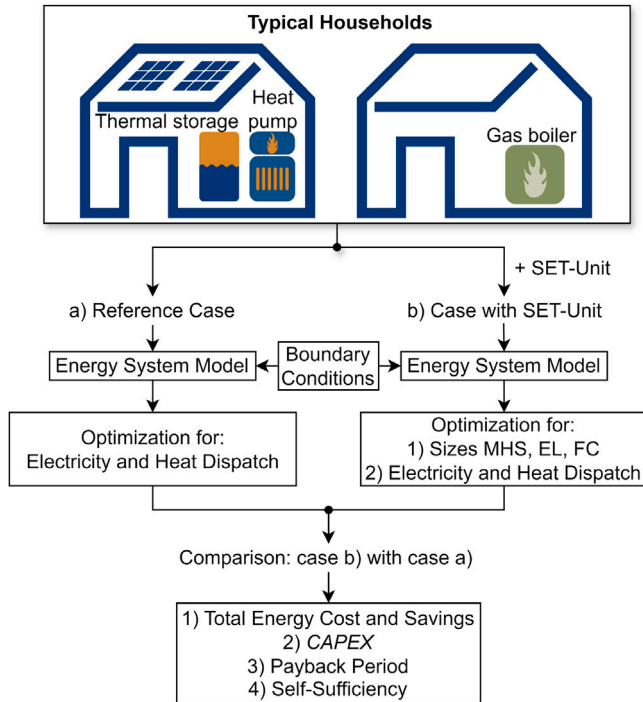 Typical Households
Thermal storage
Heat
pump
Gas boiler
+ SET-Unit
a) Reference Case
b) Case with SET-Unit
Energy System Model
Boundary
Conditions
Energy System Model
Optimization for:
Electricity and Heat Dispatch
Optimization for:
1) Sizes MHS, EL, FC
2) Electricity and Heat Dispatch
Comparison: case b) with case a)
1) Total Energy Cost and Savings
2) CAPEX
3) Payback Period
4) Self-Sufficiency